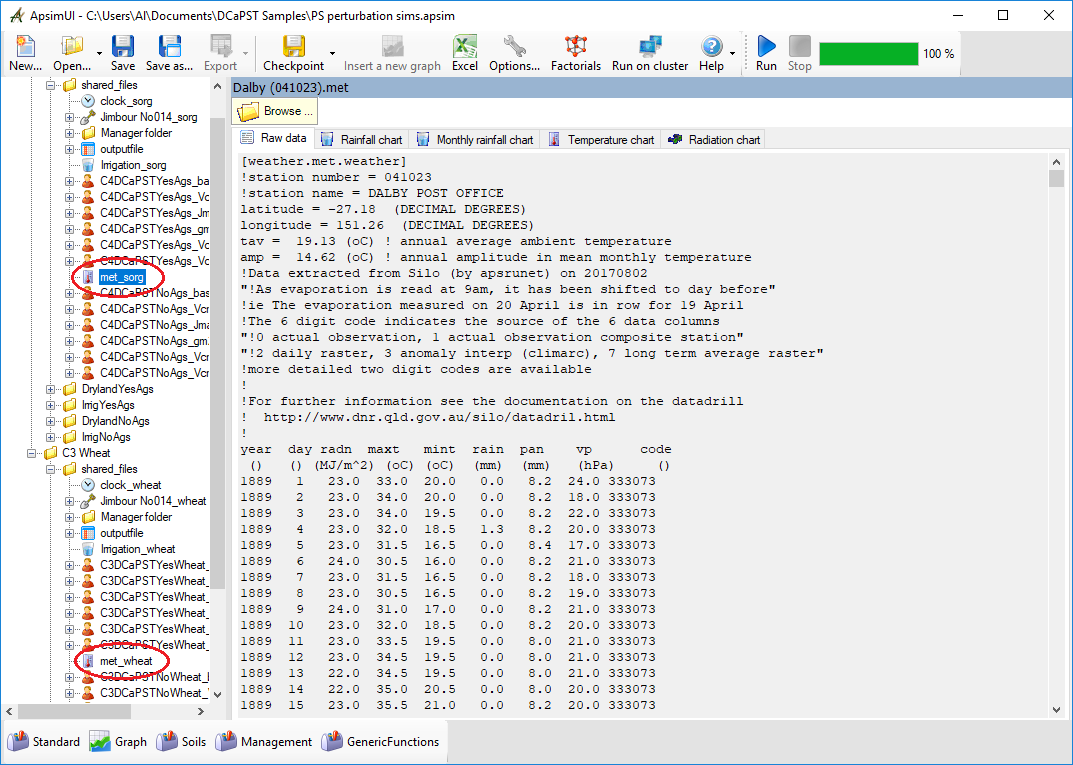 ApsimUI - C:\Users\Al\Documents\DCaPST Samples\PS perturbation sims.apsim
New... Open... Save Save as... Export Checkpoint Insert a new graph Excel Options... Factorials Run on cluster Help Run Stop 100 %
shared_files
clock_sorg
Jimbour No014_sorg
Manager folder
outputfile
Irrigation_sorg
C4DCaPSTYesAgs_ba
C4DCaPSTYesAgs_Vc
C4DCaPSTYesAgs_Jm
C4DCaPSTYesAgs_gm
C4DCaPSTYesAgs_Vc
C4DCaPSTYesAgs_Vc
met_sorg
C4DCaPSTNoAgs_bas
C4DCaPSTNoAgs_Vcr
C4DCaPSTNoAgs_Jma
C4DCaPSTNoAgs_gm.
C4DCaPSTNoAgs_Vcr
C4DCaPSTNoAgs_Vcr
DrylandYesAgs
IrrigYesAgs
DrylandNoAgs
IrrigNoAgs
C3 Wheat
shared_files
clock_wheat
Jimbour No014_wheat
Manager folder
outputfile
Irrigation_wheat
C3DCaPSTYesWheat_
C3DCaPSTYesWheat_
C3DCaPSTYesWheat_
C3DCaPSTYesWheat_
C3DCaPSTYesWheat_
C3DCaPSTYesWheat_
met_wheat
C3DCaPSTNoWheat_l
C3DCaPSTNoWheat_V
Dalby (041023).met
Browse ...
Raw data Rainfall chart Monthly rainfall chart Temperature chart Radiation chart
[weather.met.weather]
!station number = 041023
!station name = DALBY POST OFFICE
latitude = -27.18  (DECIMAL DEGREES)
longitude = 151.26  (DECIMAL DEGREES)
tav =  19.13 (oC) ! annual average ambient temperature
amp =  14.62 (oC) ! annual amplitude in mean monthly temperature
!Data extracted from Silo (by apsrunet) on 20170802
"!As evaporation is read at 9am, it has been shifted to day before"
!ie The evaporation measured on 20 April is in row for 19 April
!The 6 digit code indicates the source of the 6 data columns
"!0 actual observation, 1 actual observation composite station"
"!2 daily raster, 3 anomaly interp (climarc), 7 long term average raster"
!more detailed two digit codes are available
!
!For further information see the documentation on the datadrill
!  http://www.dnr.qld.gov.au/silo/datadril.html
!
year  day radn  maxt   mint  rain  pan    vp      code
()  () (MJ/m^2)  (oC)  (oC)  (mm)  (mm)   (hPa)     ()
1889   1   23.0  33.0  20.0   0.0   8.2  24.0 333073
1889   2   23.0  34.0  20.0   0.0   8.2  18.0 333073
1889   3   23.0  34.0  19.5   0.0   8.2  22.0 333073
1889   4   23.0  32.0  18.5   1.3   8.2  20.0 333073
1889   5   23.0  31.5  16.5   0.0   8.4  17.0 333073
1889   6   24.0  30.5  16.0   0.0   8.2  21.0 333073
1889   7   23.0  31.5  16.5   0.0   8.2  18.0 333073
1889   8   23.0  30.5  16.5   0.0   8.2  19.0 333073
1889   9   24.0  31.0  17.0   0.0   8.2  21.0 333073
1889  10   23.0  32.0  18.5   0.0   8.2  20.0 333073
1889  11   23.0  33.5  19.5   0.0   8.0  21.0 333073
1889  12   23.0  34.5  19.5   0.0   8.0  21.0 333073
1889  13   22.0  34.5  19.5   0.0   8.0  21.0 333073
1889  14   22.0  35.0  20.5   0.0   8.0  20.0 333073
1889  15   23.0  35.5  21.0   0.0   8.2  20.0 333073
Standard Graph Soils Management GenericFunctions